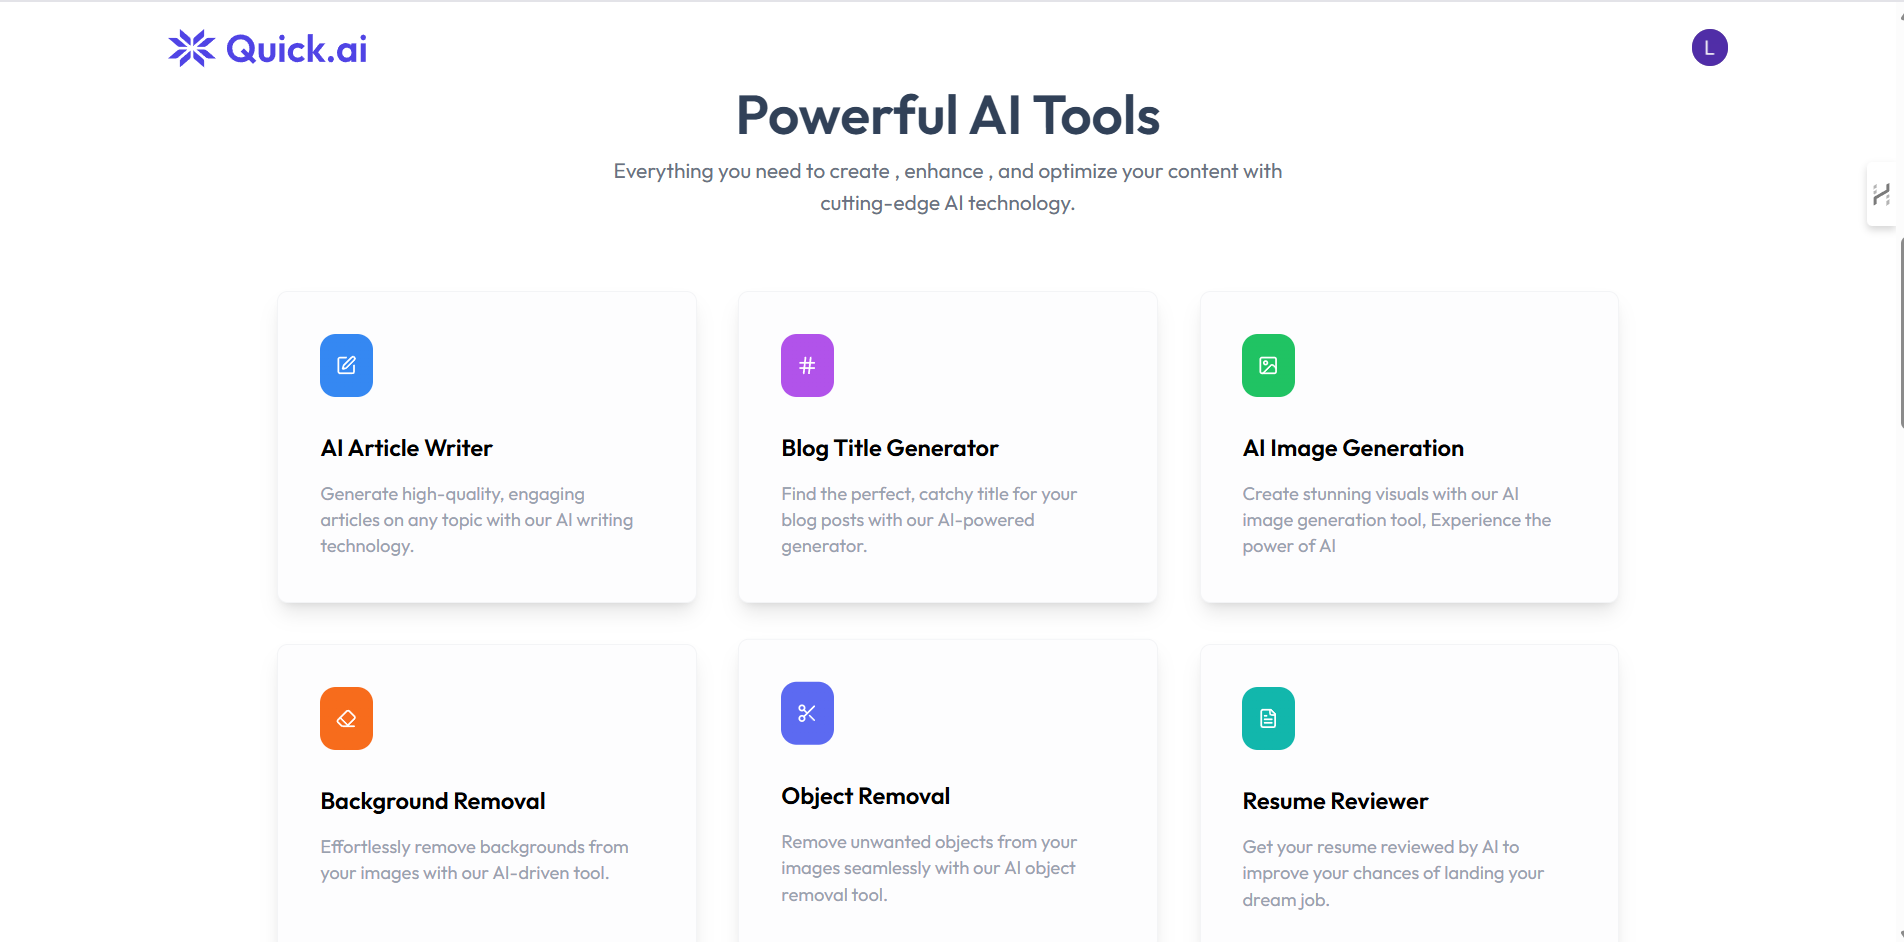 Quick.ai
L
Powerful AI Tools
Everything you need to create , enhance , and optimize your content with
cutting-edge AI technology.
AI Article Writer
Generate high-quality, engaging
articles on any topic with our AI writing
technology.
Blog Title Generator
Find the perfect, catchy title for your
blog posts with our AI-powered
generator.
AI Image Generation
Create stunning visuals with our AI
image generation tool, Experience the
power of AI
Background Removal
Effortlessly remove backgrounds from
your images with our AI-driven tool.
Object Removal
Remove unwanted objects from your
images seamlessly with our AI object
removal tool.
Resume Reviewer
Get your resume reviewed by AI to
improve your chances of landing your
dream job.